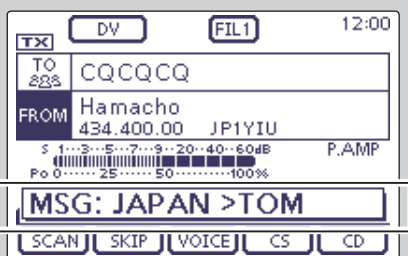 DV FIL1 12:00
TX
TO CQCQCQ
FROM Hamacho
434.400.00 JP1YIU
S 1···3···5···7···9···20···40···60dB P.AMP
Po 0······25······50·········100%
MSG: JAPAN >TOM
SCAN SKIP VOICE CS CD